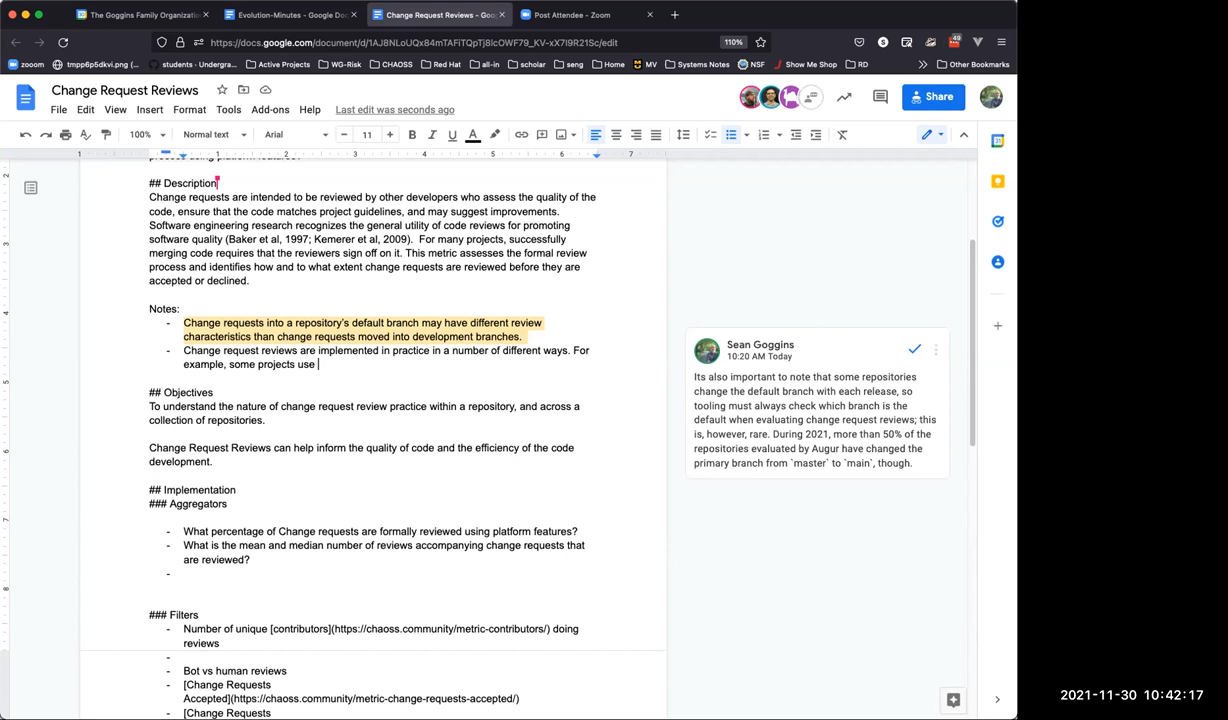 The Goggins Family Organizatio
Evolution-Minutes - Google Doc
Change Request Reviews - Goo
Post Attendee - Zoom
https://docs.google.com/document/d/1AJ8NLoUQx84mTAFiTQpTj8lcOWF79_KV-xX7I9R21Sc/edit
110%
49
zooom
tmpp6p5dkvi.png (...
students · Undergra...
Active Projects
WG-Risk
CHAOSS
Red Hat
all-in
scholar
seng
Home
MV
Systems Notes
NSF
Show Me Shop
RD
Other Bookmarks
Change Request Reviews
File Edit View Insert Format Tools Add-ons Help Last edit was seconds ago
Share
100% Normal text Arial 11
1 1 2 3 4 5 6 7
process using platform features?
## Description
Change requests are intended to be reviewed by other developers who assess the quality of the
code, ensure that the code matches project guidelines, and may suggest improvements.
Software engineering research recognizes the general utility of code reviews for promoting
software quality (Baker et al, 1997; Kemerer et al, 2009). For many projects, successfully
merging code requires that the reviewers sign off on it. This metric assesses the formal review
process and identifies how and to what extent change requests are reviewed before they are
accepted or declined.
Notes:
- Change requests into a repository's default branch may have different review
characteristics than change requests moved into development branches.
- Change request reviews are implemented in practice in a number of different ways. For
example, some projects use
## Objectives
To understand the nature of change request review practice within a repository, and across a
collection of repositories.
Change Request Reviews can help inform the quality of code and the efficiency of the code
development.
## Implementation
### Aggregators
- What percentage of Change requests are formally reviewed using platform features?
- What is the mean and median number of reviews accompanying change requests that
are reviewed?
-
### Filters
- Number of unique [contributors](https://chaoss.community/metric-contributors/) doing
reviews
-
- Bot vs human reviews
- [Change Requests
Accepted](https://chaoss.community/metric-change-requests-accepted/)
- [Change Requests
Sean Goggins
10:20 AM Today
Its also important to note that some repositories
change the default branch with each release, so
tooling must always check which branch is the
default when evaluating change request reviews; this
is, however, rare. During 2021, more than 50% of the
repositories evaluated by Augur have changed the
primary branch from `master` to `main`, though.
2021-11-30 10:42:17